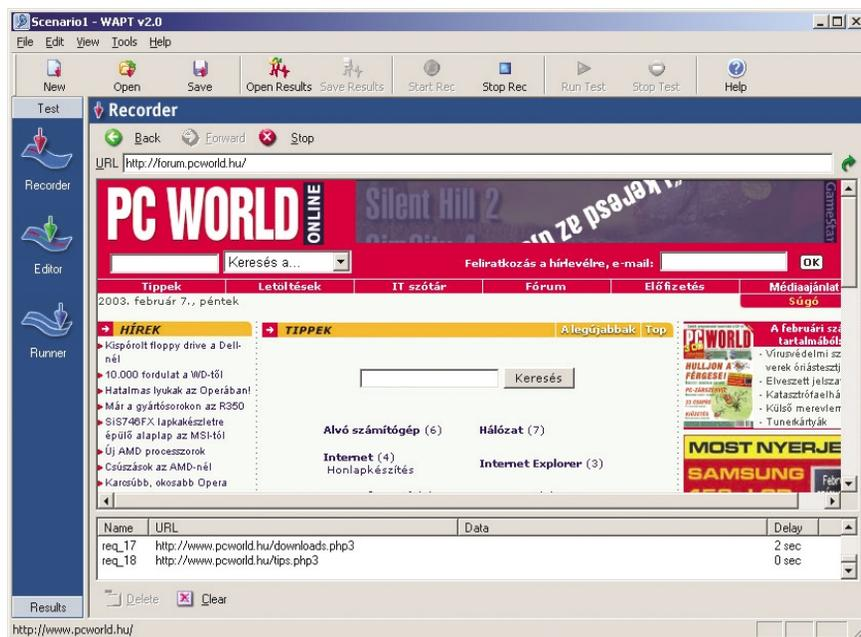 Scenario1 - WAPT v2.0
File Edit View Tools Help
New Open Save Open Results Save Results Start Rec Stop Rec Run Test Stop Test Help
Test
Recorder
Editor
Runner
Results
Recorder
Back Forward Stop
URL http://forum.pcworld.hu/
PC WORLD ONLINE
Silent Hill 2
GameStar
Keresés a...
Feliratkozás a hírlevélre, e-mail: OK
Tippek Letöltések IT szótár Fórum Előfizetés Médiaajánlat
2003. február 7., péntek
Súgó
HÍREK
Kispórolt floppy drive a Dell-
nél
10.000 fordulat a WD-től
Hatalmas lyukak az Operában!
Már a gyártósorokon az R350
SiS746FX lapkakészletre
épülő alaplap az MSI-től
Új AMD processzorok
Csúszások az AMD-nél
Karcsúbb, okosabb Opera
TIPPEK A legújabbak Top
Keresés
Alvó számítógép (6) Hálózat (7)
Internet (4)
Honlapkészítés
Internet Explorer (3)
PC WORLD
HULLJON A
FÉRGESE!
A februári szá
tartalmából:
- Vírusvédelmi sz
verek óriásteszt
- Elveszett jelsza
- Katasztrófaelhá
- Külső merevlem
- Tunerkártyák
MOST NYERJE
SAMSUNG
Name URL Data Delay
req_17 http://www.pcworld.hu/downloads.php3 2 sec
req_18 http://www.pcworld.hu/tips.php3 0 sec
Delete Clear
http://www.pcworld.hu/